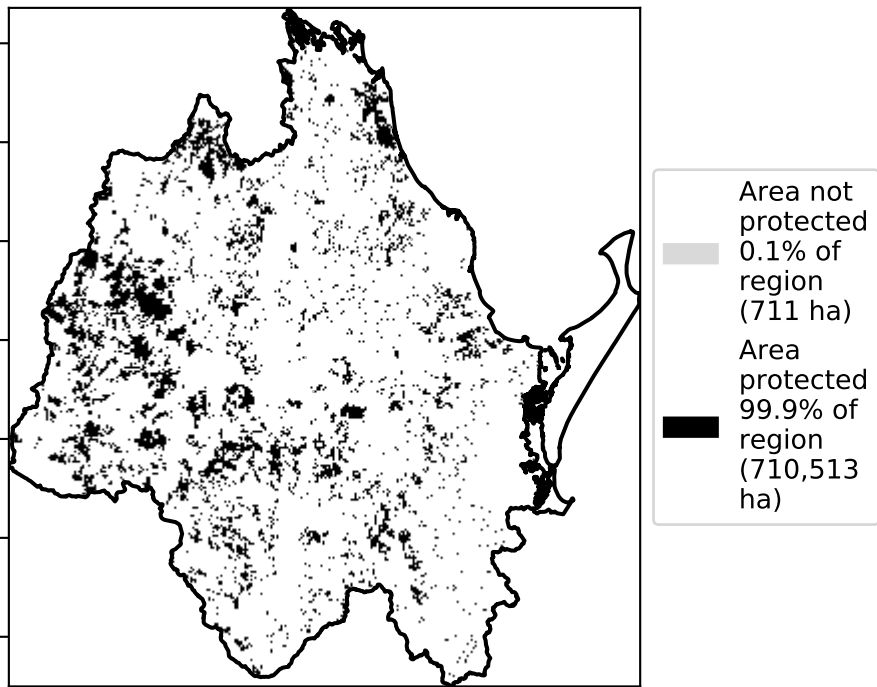 Area not
protected
0.1% of
region
(711 ha)
Area
protected
99.9% of
region
(710,513
ha)